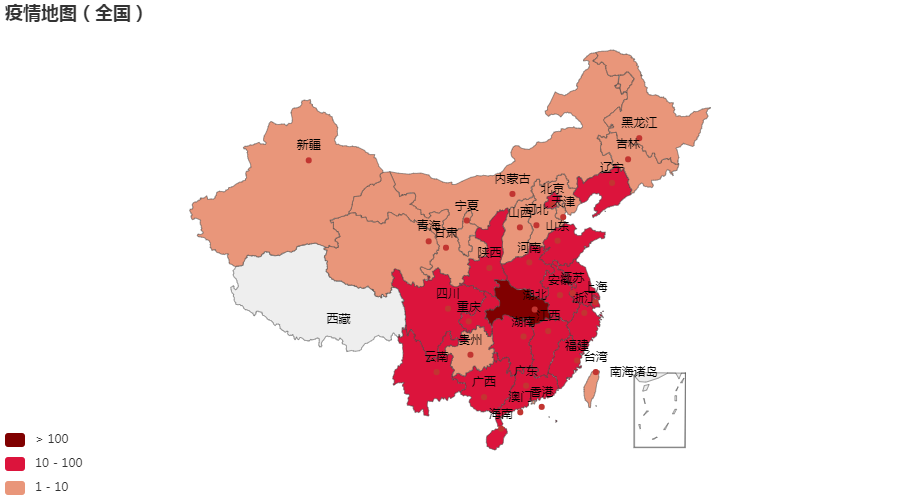 疫情地图（全国）
黑龙江
吉林
新疆
辽宁
内蒙古
北京
天津
宁夏
河北
山西
青海
甘肃
山东
河南
陕西
江苏
安徽
上海
四川
湖北
浙江
重庆
江西
湖南
贵州
福建
云南
台湾
西藏
广东
南海诸岛
广西
香港
澳门
海南
> 100
10 - 100
1 - 10